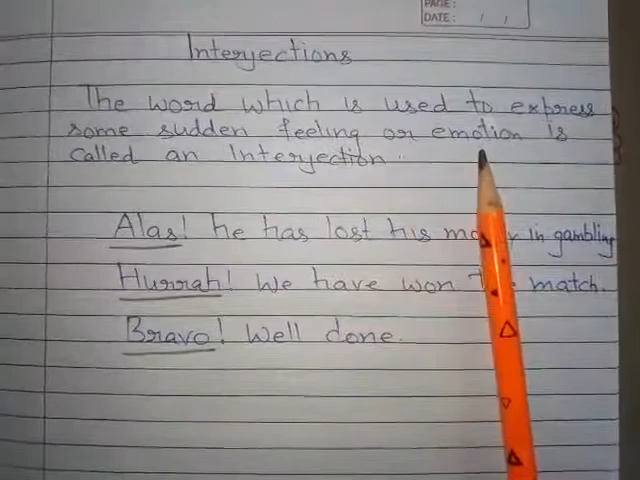 PAGE:
DATE: / /
Interjections
The word which is used to express
some sudden feeling or emotion is
called an Interjection.
Alas! he has lost his in gambling
Hurrah! We have won match.
Bravo! Well done.